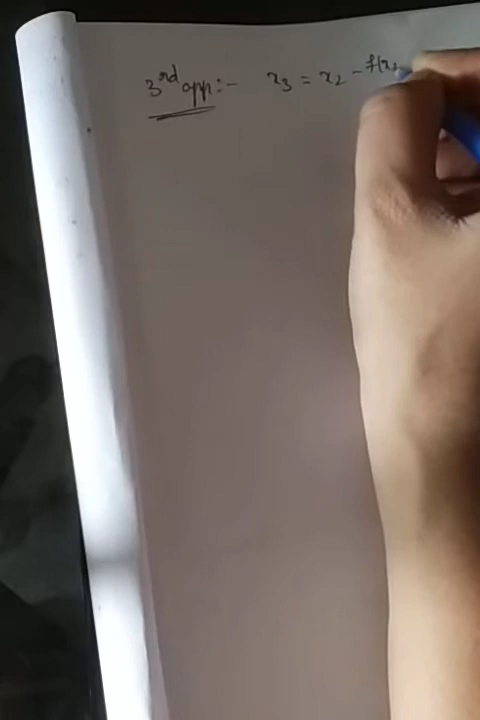 3rd app:- x₃ = x₂ - f(x₂